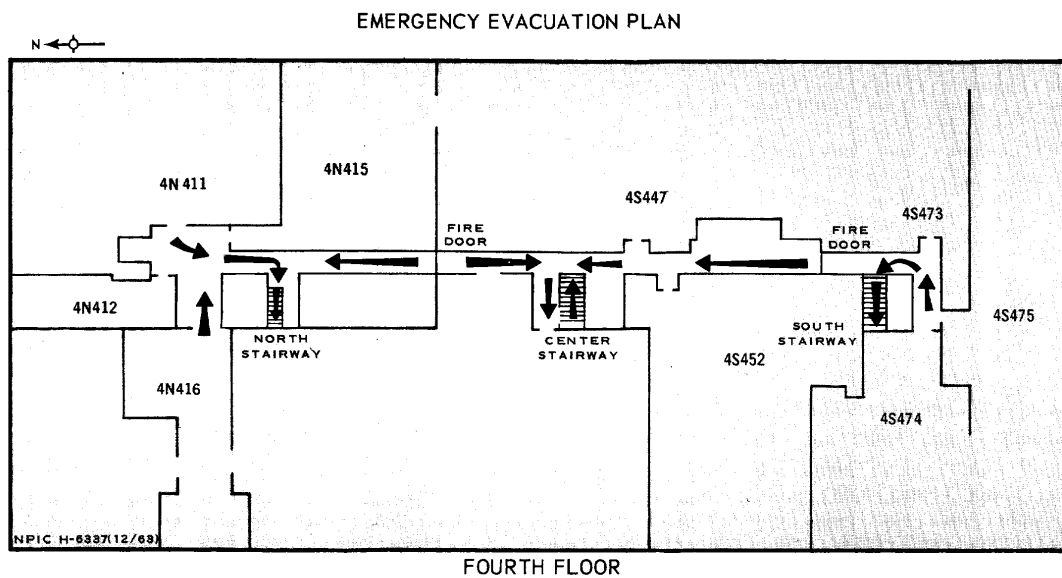 EMERGENCY EVACUATION PLAN
N
4N411
4N415
4S447
4S473
FIRE
DOOR
FIRE
DOOR
4N412
4S475
NORTH
STAIRWAY
CENTER
STAIRWAY
SOUTH
STAIRWAY
4N416
4S452
4S474
NPIC H-6337(12/63)
FOURTH FLOOR